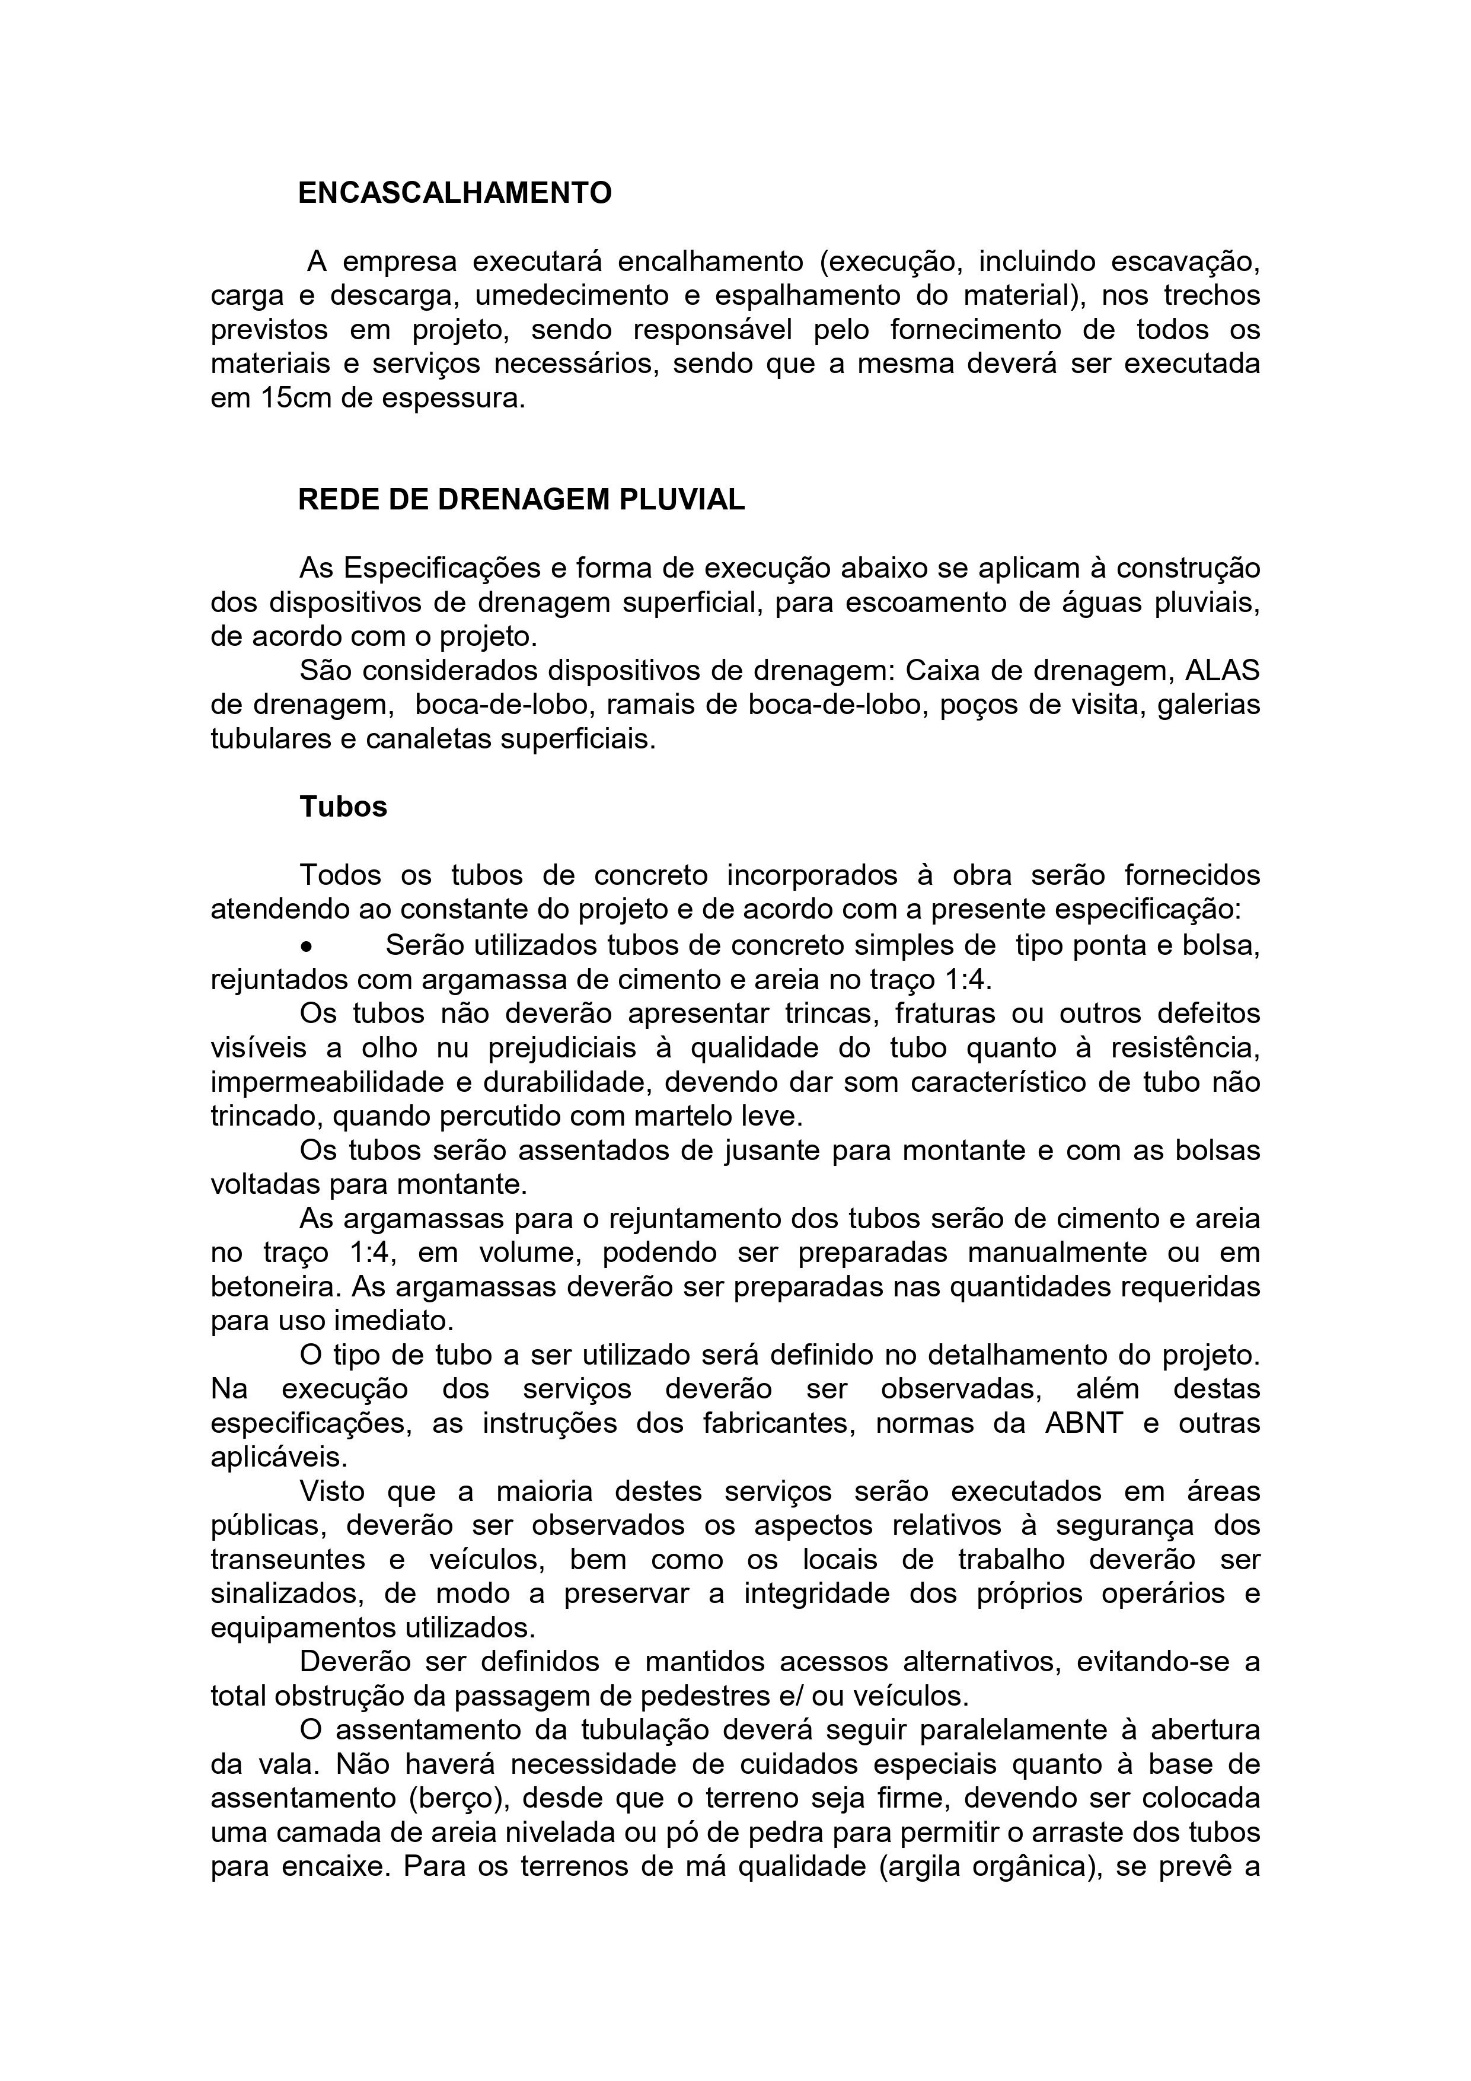 ENCASCALHAMENTO
A empresa executará encalhamento (execução, incluindo escavação,
carga e descarga, umedecimento e espalhamento do material), nos trechos
previstos em projeto, sendo responsável pelo fornecimento de todos os
materiais e serviços necessários, sendo que a mesma deverá ser executada
em 15cm de espessura.
REDE DE DRENAGEM PLUVIAL
As Especificações e forma de execução abaixo se aplicam à construção
dos dispositivos de drenagem superficial, para escoamento de águas pluviais,
de acordo com o projeto.
São considerados dispositivos de drenagem: Caixa de drenagem, ALAS
de drenagem, boca-de-lobo, ramais de boca-de-lobo, poços de visita, galerias
tubulares e canaletas superficiais.
Tubos
Todos os tubos de concreto incorporados à obra serão fornecidos
atendendo ao constante do projeto e de acordo com a presente especificação:
• Serão utilizados tubos de concreto simples de tipo ponta e bolsa,
rejuntados com argamassa de cimento e areia no traço 1:4.
Os tubos não deverão apresentar trincas, fraturas ou outros defeitos
visíveis a olho nu prejudiciais à qualidade do tubo quanto à resistência,
impermeabilidade e durabilidade, devendo dar som característico de tubo não
trincado, quando percutido com martelo leve.
Os tubos serão assentados de jusante para montante e com as bolsas
voltadas para montante.
As argamassas para o rejuntamento dos tubos serão de cimento e areia
no traço 1:4, em volume, podendo ser preparadas manualmente ou em
betoneira. As argamassas deverão ser preparadas nas quantidades requeridas
para uso imediato.
O tipo de tubo a ser utilizado será definido no detalhamento do projeto.
Na execução dos serviços deverão ser observadas, além destas
especificações, as instruções dos fabricantes, normas da ABNT e outras
aplicáveis.
Visto que a maioria destes serviços serão executados em áreas
públicas, deverão ser observados os aspectos relativos à segurança dos
transeuntes e veículos, bem como os locais de trabalho deverão ser
sinalizados, de modo a preservar a integridade dos próprios operários e
equipamentos utilizados.
Deverão ser definidos e mantidos acessos alternativos, evitando-se a
total obstrução da passagem de pedestres e/ ou veículos.
O assentamento da tubulação deverá seguir paralelamente à abertura
da vala. Não haverá necessidade de cuidados especiais quanto à base de
assentamento (berço), desde que o terreno seja firme, devendo ser colocada
uma camada de areia nivelada ou pó de pedra para permitir o arraste dos tubos
para encaixe. Para os terrenos de má qualidade (argila orgânica), se prevê a